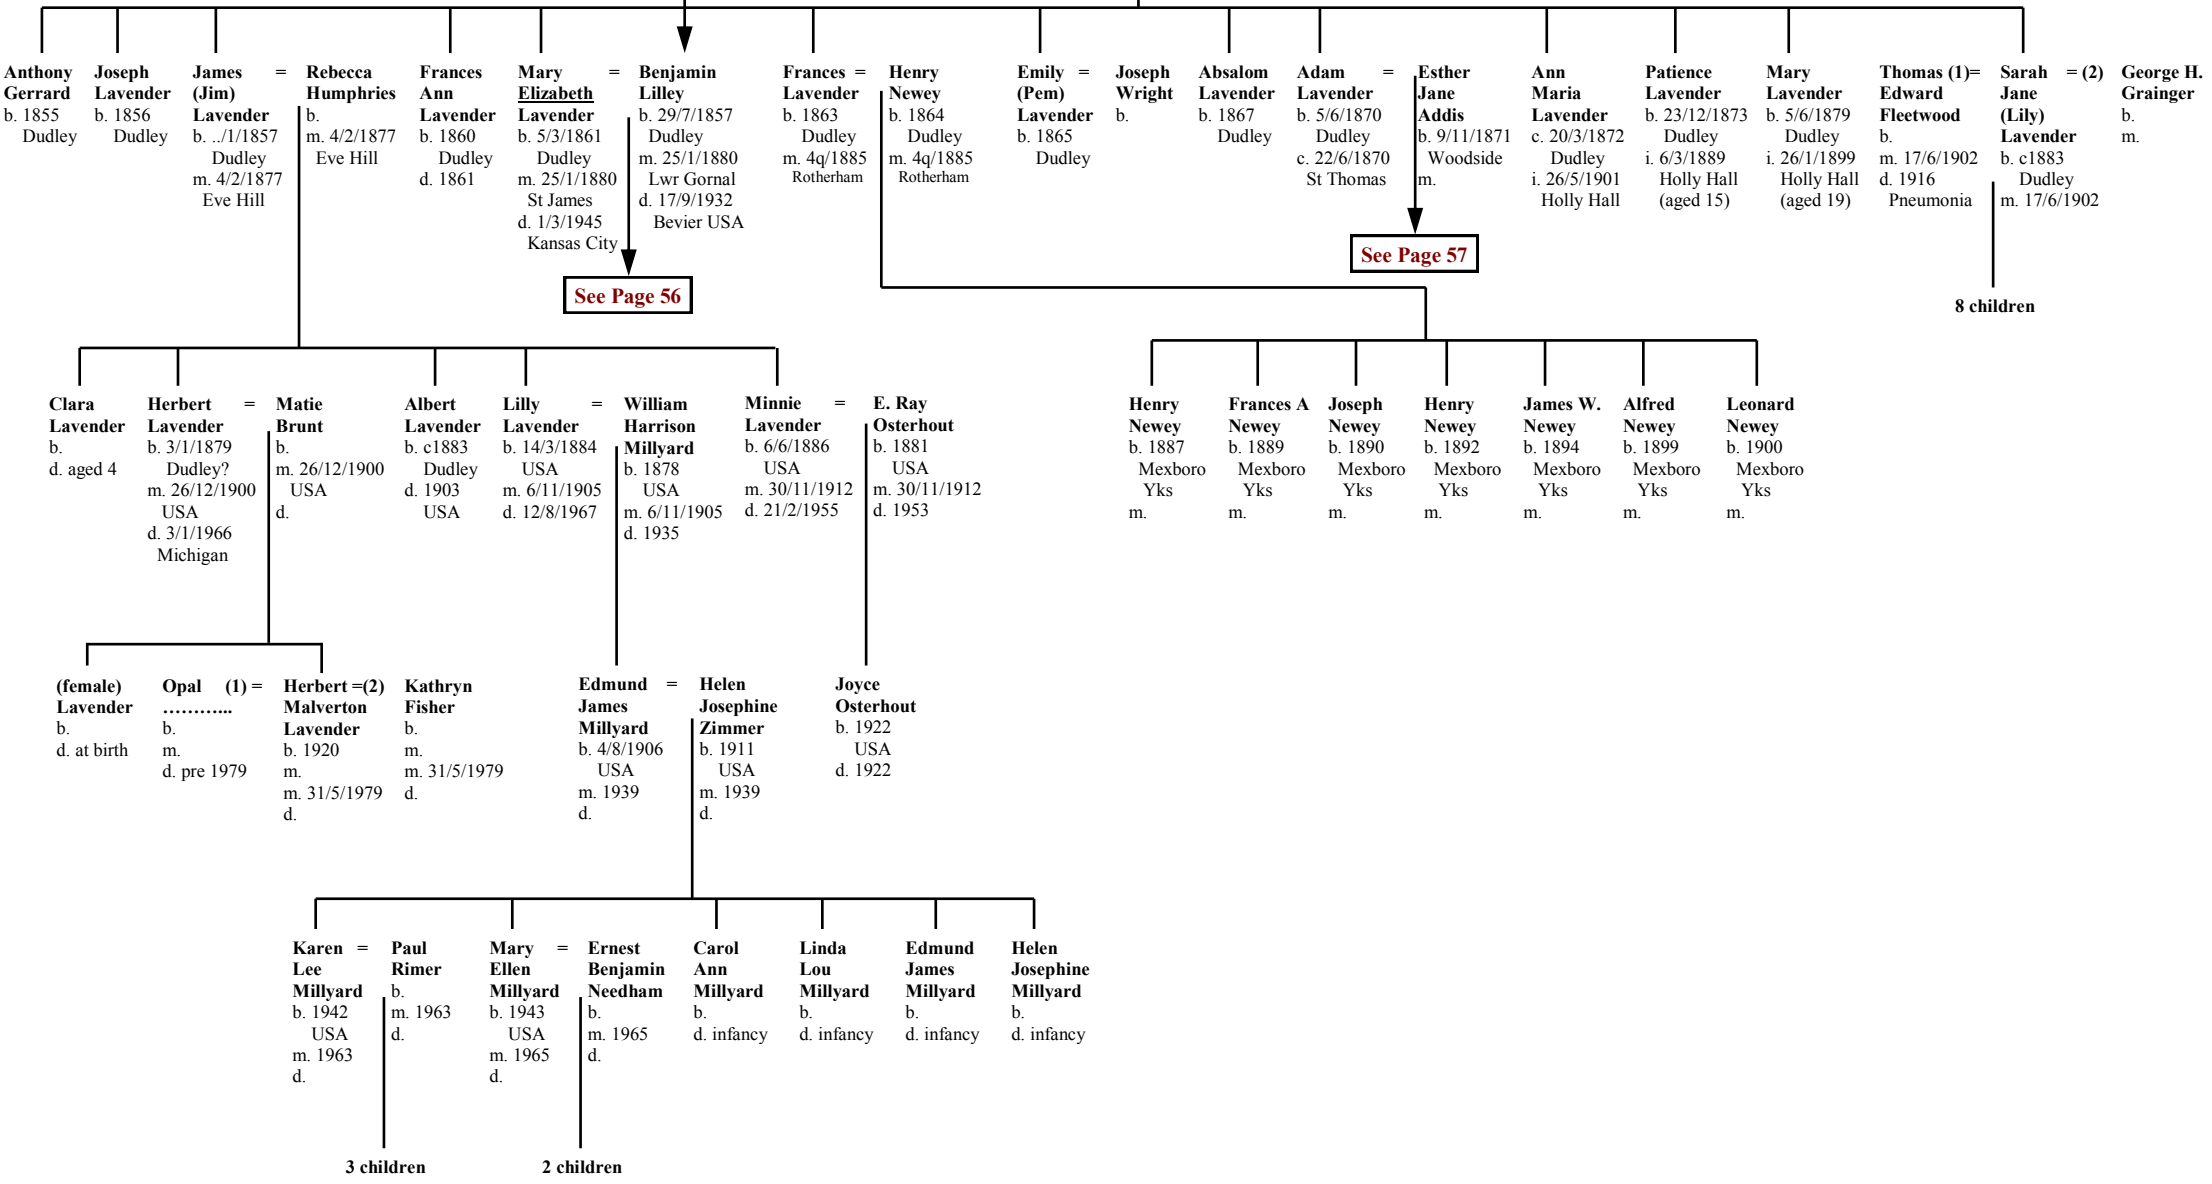 Anthony
Gerrard
b. 1855
Dudley
Joseph
Lavender
b. 1856
Dudley
James =
(Jim)
Lavender
b. ../1/1857
Dudley
m. 4/2/1877
Eve Hill
Rebecca
Humphries
b.
m. 4/2/1877
Eve Hill
Frances
Ann
Lavender
b. 1860
Dudley
d. 1861
Mary =
Elizabeth
Lavender
b. 5/3/1861
Dudley
m. 25/1/1880
St James
d. 1/3/1945
Kansas City
Benjamin
Lilley
b. 29/7/1857
Dudley
m. 25/1/1880
Lwr Gornal
d. 17/9/1932
Bevier USA
See Page 56
Frances =
Lavender
b. 1863
Dudley
m. 4q/1885
Rotherham
Henry
Newey
b. 1864
Dudley
m. 4q/1885
Rotherham
Emily =
(Pem)
Lavender
b. 1865
Dudley
Joseph
Wright
b.
Absalom
Lavender
b. 1867
Dudley
Adam =
Lavender
b. 5/6/1870
Dudley
c. 22/6/1870
St Thomas
Esther
Jane
Addis
b. 9/11/1871
Woodside
m.
See Page 57
Ann
Maria
Lavender
c. 20/3/1872
Dudley
i. 26/5/1901
Holly Hall
Patience
Lavender
b. 23/12/1873
Dudley
i. 6/3/1889
Holly Hall
(aged 15)
Mary
Lavender
b. 5/6/1879
Dudley
i. 26/1/1899
Holly Hall
(aged 19)
Thomas (1)=
Edward
Fleetwood
b.
m. 17/6/1902
d. 1916
Pneumonia
Sarah = (2)
Jane
(Lily)
Lavender
b. c1883
Dudley
m. 17/6/1902
George H.
Grainger
b.
m.
8 children
Clara
Lavender
b.
d. aged 4
Herbert =
Lavender
b. 3/1/1879
Dudley?
m. 26/12/1900
USA
d. 3/1/1966
Michigan
Matie
Brunt
b.
m. 26/12/1900
USA
d.
Albert
Lavender
b. c1883
Dudley
d. 1903
USA
Lilly =
Lavender
b. 14/3/1884
USA
m. 6/11/1905
d. 12/8/1967
William
Harrison
Millyard
b. 1878
USA
m. 6/11/1905
d. 1935
Minnie =
Lavender
b. 6/6/1886
USA
m. 30/11/1912
d. 21/2/1955
E. Ray
Osterhout
b. 1881
USA
m. 30/11/1912
d. 1953
Henry
Newey
b. 1887
Mexboro
Yks
m.
Frances A
Newey
b. 1889
Mexboro
Yks
m.
Joseph
Newey
b. 1890
Mexboro
Yks
m.
Henry
Newey
b. 1892
Mexboro
Yks
m.
James W.
Newey
b. 1894
Mexboro
Yks
m.
Alfred
Newey
b. 1899
Mexboro
Yks
m.
Leonard
Newey
b. 1900
Mexboro
Yks
m.
(female)
Lavender
b.
d. at birth
Opal (1) =
………...
b.
m.
d. pre 1979
Herbert =(2)
Malverton
Lavender
b. 1920
m.
m. 31/5/1979
d.
Kathryn
Fisher
b.
m.
m. 31/5/1979
d.
Edmund =
James
Millyard
b. 4/8/1906
USA
m. 1939
d.
Helen
Josephine
Zimmer
b. 1911
USA
m. 1939
d.
Joyce
Osterhout
b. 1922
USA
d. 1922
Karen =
Lee
Millyard
b. 1942
USA
m. 1963
d.
Paul
Rimer
b.
m. 1963
d.
Mary =
Ellen
Millyard
b. 1943
USA
m. 1965
d.
Ernest
Benjamin
Needham
b.
m. 1965
d.
Carol
Ann
Millyard
b.
d. infancy
Linda
Lou
Millyard
b.
d. infancy
Edmund
James
Millyard
b.
d. infancy
Helen
Josephine
Millyard
b.
d. infancy
3 children
2 children